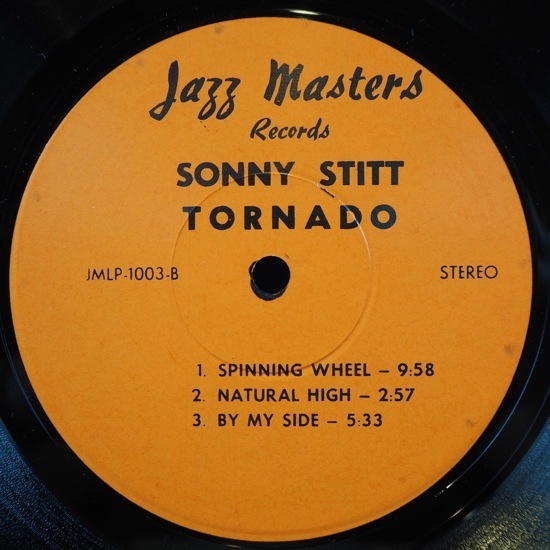 Jazz Masters
Records
SONNY STITT
TORNADO
JMLP-1003-B
STEREO
1. SPINNING WHEEL – 9:58
2. NATURAL HIGH – 2:57
3. BY MY SIDE – 5:33